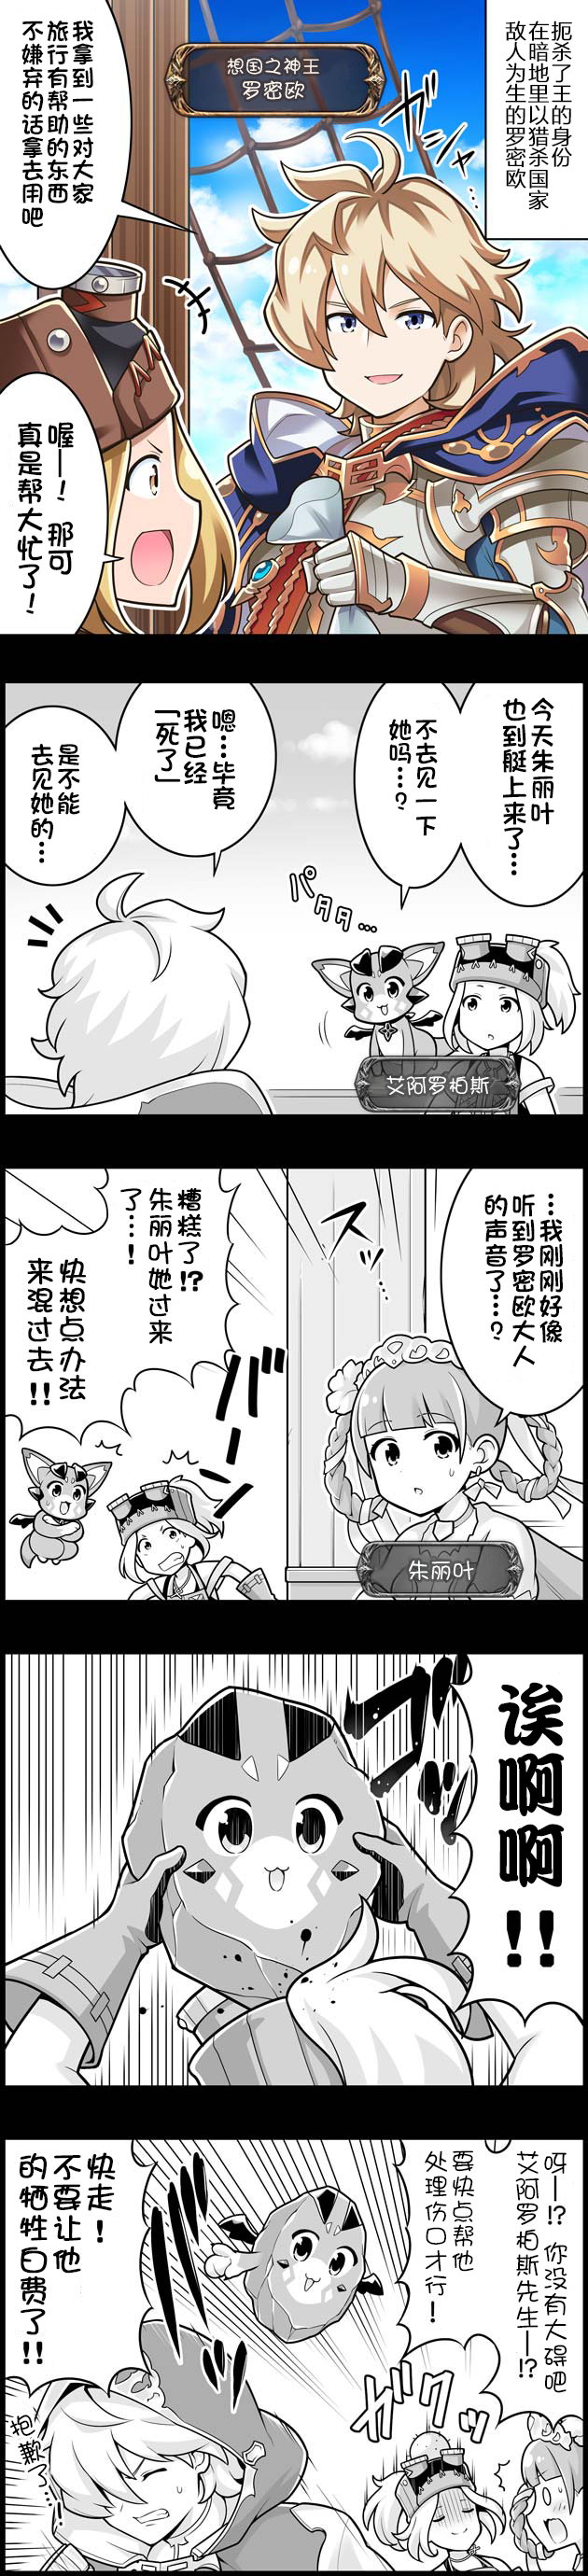 扼杀了王的身份
在暗地里以猎杀国家
敌人为生的罗密欧
想国之神王
罗密欧
我拿到一些对大家
旅行有帮助的东西
不嫌弃的话拿去用吧
喔ー！那可
真是帮大忙了！
今天朱丽叶
也到艇上来了…
不去见一下
她吗…？
嗯…毕竟
我已经
「死了」
是不能
去见她的…
パタタ…
艾阿罗柏斯
…我刚刚好像
听到罗密欧大人
的声音了…？
スッ…
朱丽叶
糟糕了!?
朱丽叶她过来
了…！
快想点办法
来混过去!!
バーン
诶啊啊!!
ブブン
呀ー!?你没有大碍吧
艾阿罗柏斯先生ー!?
要快点帮他
处理伤口才行！
快走！
不要让他
的牺牲白费了!!
ガクッ
抱歉了…！